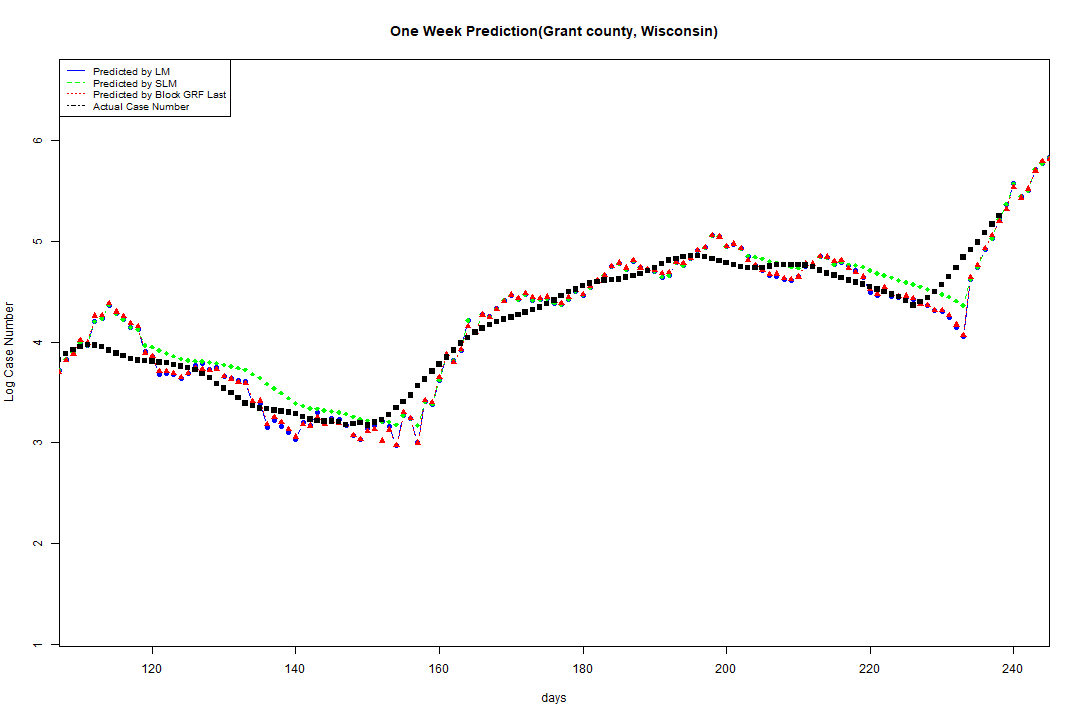 One Week Prediction(Grant county, Wisconsin)
Predicted by LM
Predicted by SLM
Predicted by Block GRF Last
Actual Case Number
Log Case Number
6
5
4
3
2
1
120 140 160 180 200 220 240
days